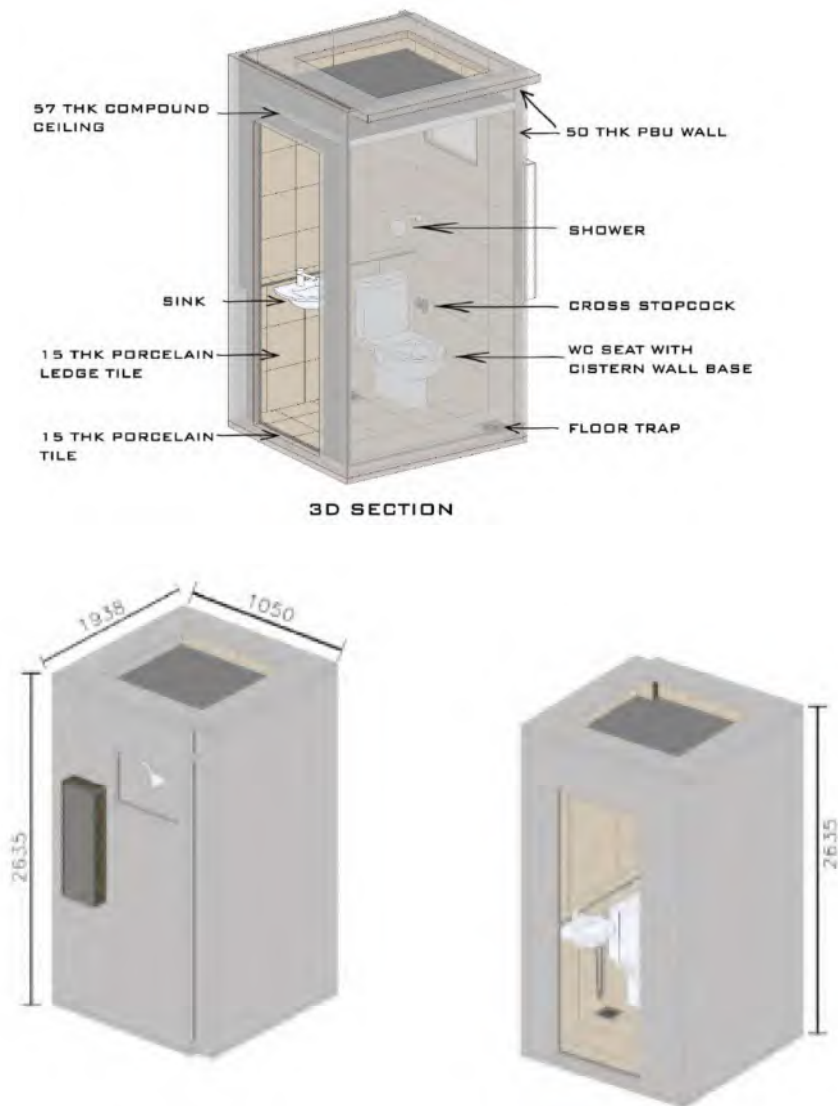 57 THK COMPOUND
CEILING
50 THK PBU WALL
SHOWER
SINK
CROSS STOPCOCK
15 THK PORCELAIN
LEDGE TILE
WC SEAT WITH
CISTERN WALL BASE
15 THK PORCELAIN
TILE
FLOOR TRAP
3D SECTION
1938
1050
2635
2635